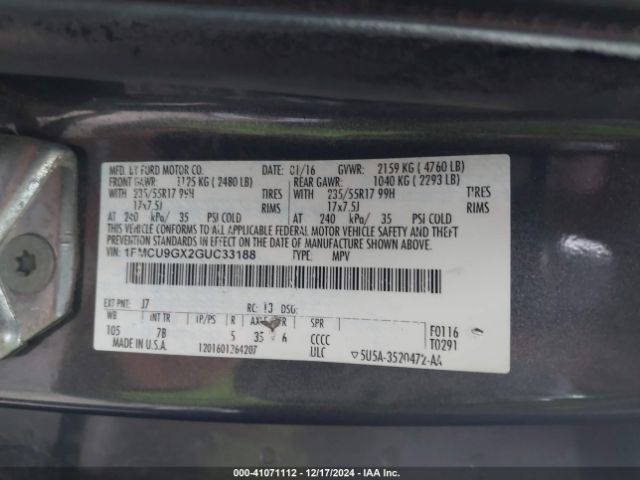 MFD. BY FORD MOTOR CO. 01/16 GVWR: 2159 KG ( 4760 LB)
FRONT GAWR: 1125 KG ( 2480 LB) REAR GAWR: 1040 KG ( 2293 LB)
WITH 235/55R17 99H TIRES WITH 235/55R17 99H TIRES
17x7.5J RIMS 17x7.5J RIMS
AT 240 kPa/ 35 PSI COLD AT 240 kPa/ 35 PSI COLD
THIS VEHICLE CONFORMS TO ALL APPLICABLE FEDERAL MOTOR VEHICLE SAFETY AND THEFT
PREVENTION STANDARDS IN EFFECT ON THE DATE OF MANUFACTURE SHOWN ABOVE.
VIN: 1FMCU9GX2GUC33188 TYPE: MPV
EXT PNT: J7 RC: 13 DSO:
WB INT TR TP/PS R AXLE TR SPR
105 7B 5 35 6 CCCC F0116
MADE IN U.S.A. 1201601264207 ULC T0291
▽5U5A-3520472-AA
000-41071112 - 12/17/2024 - IAA Inc.